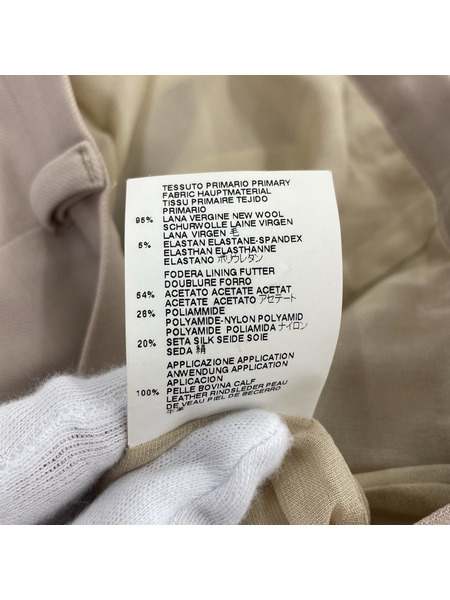 TESSUTO PRIMARIO PRIMARY
FABRIC HAUPTMATERIAL
TISSU PRIMAIRE TEJIDO
PRIMARIO
95% LANA VERGINE NEW WOOL
SCHURWOLLE LAINE VIRGEN
LANA VIRGEN 毛
5% ELASTAN ELASTANE-SPANDEX
ELASTHAN ELASTHANNE
ELASTANO ポリウレタン
FODERA LINING FUTTER
DOUBLURE FORRO
54% ACETATO ACETATE ACETAT
ACETATE ACETATO アセテート
26% POLIAMMIDE
POLYAMIDE-NYLON POLYAMID
POLYAMIDE POLIAMIDA ナイロン
20% SETA SILK SEIDE SOIE
SEDA 絹
APPLICAZIONE APPLICATION
ANWENDUNG APPLICATION
APLICACION
100% PELLE BOVINA CALF
LEATHER RINDSLEDER PEAU
DE VEAU PIEL DE BECERRO
牛革